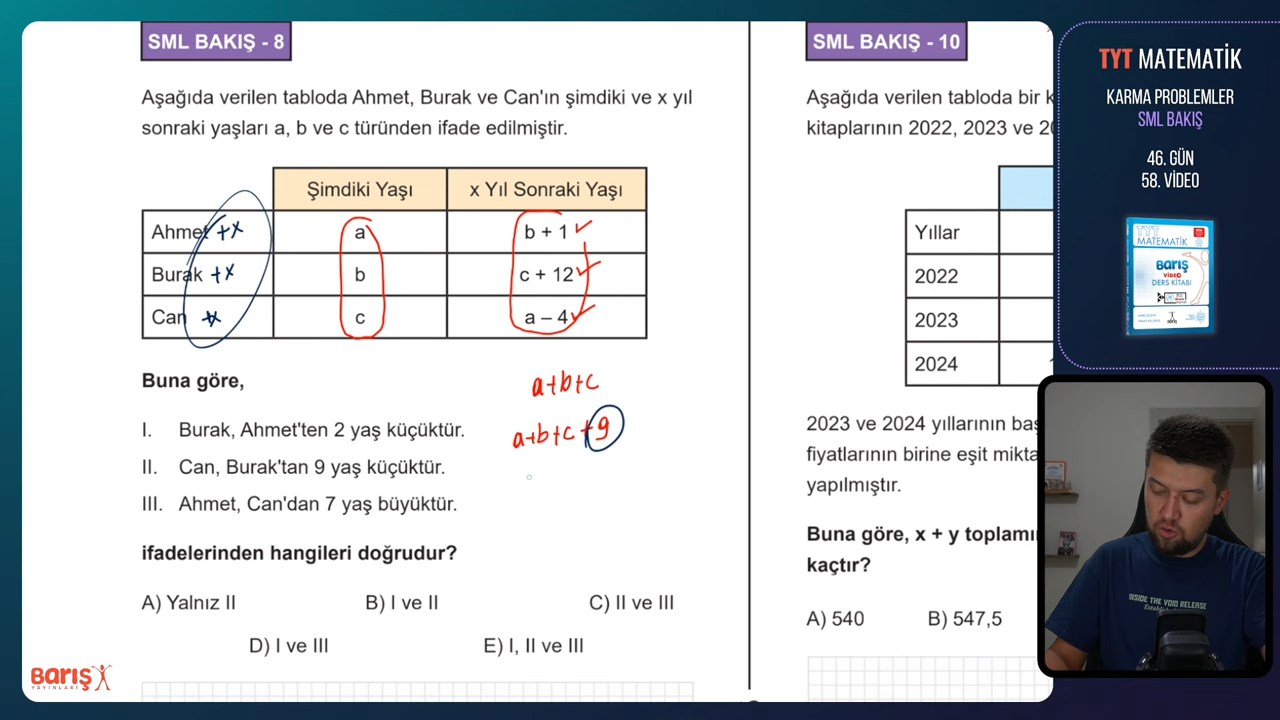 SML BAKIŞ - 8
Aşağıda verilen tabloda Ahmet, Burak ve Can'ın şimdiki ve x yıl
sonraki yaşları a, b ve c türünden ifade edilmiştir.
Şimdiki Yaşı x Yıl Sonraki Yaşı
Ahmet +x a b + 1
Burak +x b c + 12
Can +x c a – 4
a+b+c
Buna göre,
a+b+c+9
I. Burak, Ahmet'ten 2 yaş küçüktür.
II. Can, Burak'tan 9 yaş küçüktür.
III. Ahmet, Can'dan 7 yaş büyüktür.
ifadelerinden hangileri doğrudur?
A) Yalnız II B) I ve II C) II ve III
D) I ve III E) I, II ve III
BARIŞ
YAYINLARI
SML BAKIŞ - 10
Aşağıda verilen tabloda bir
kitaplarının 2022, 2023 ve
Yıllar
2022
2023
2024
2023 ve 2024 yıllarının
fiyatlarının birine eşit
yapılmıştır.
Buna göre, x + y
kaçtır?
A) 540 B) 547,5
TYT MATEMATİK
KARMA PROBLEMLER
SML BAKIŞ
46. GÜN
58. VİDEO
TYT
MATEMATİK
BARIŞ
VİDEO
DERS KİTABI
INSIDE THE VOID RELEASE